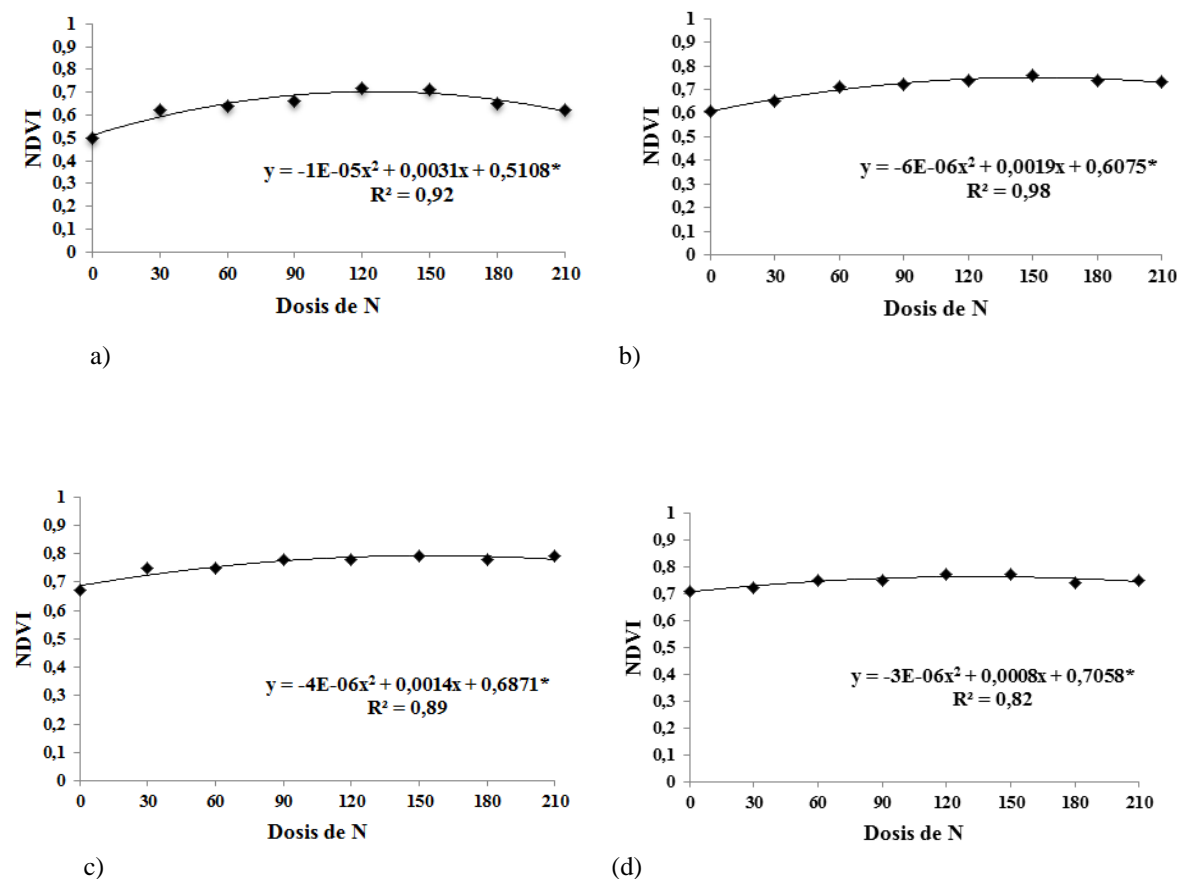 1
0,9
0,8
0,7
0,6
0,5
0,4
0,3
0,2
0,1
0
NDVI
y = -1E-05x² + 0,0031x + 0,5108*
R² = 0,92
0 30 60 90 120 150 180 210
Dosis de N
a)
1
0,9
0,8
0,7
0,6
0,5
0,4
0,3
0,2
0,1
0
NDVI
y = -6E-06x² + 0,0019x + 0,6075*
R² = 0,98
0 30 60 90 120 150 180 210
Dosis de N
b)
1
0,9
0,8
0,7
0,6
0,5
0,4
0,3
0,2
0,1
0
NDVI
y = -4E-06x² + 0,0014x + 0,6871*
R² = 0,89
0 30 60 90 120 150 180 210
Dosis de N
c)
1
0,9
0,8
0,7
0,6
0,5
0,4
0,3
0,2
0,1
0
NDVI
y = -3E-06x² + 0,0008x + 0,7058*
R² = 0,82
0 30 60 90 120 150 180 210
Dosis de N
(d)